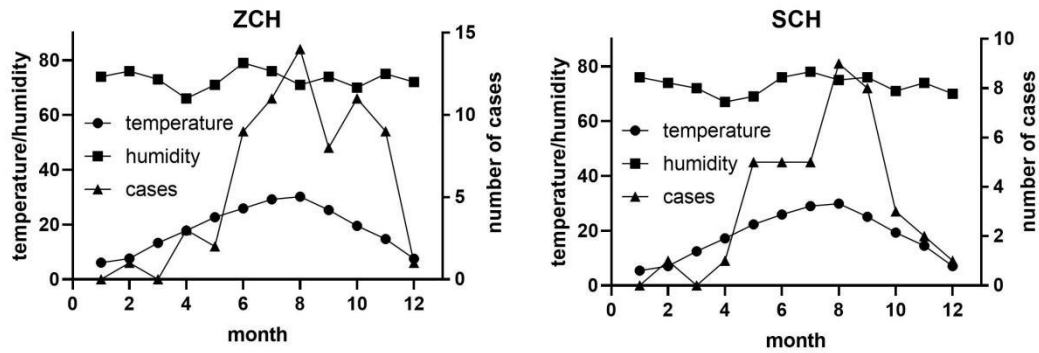 ZCH
temperature/humidity
80
60
40
20
0
temperature
humidity
cases
15
10
5
0
number of cases
0 2 4 6 8 10 12
month
SCH
temperature/humidity
80
60
40
20
0
temperature
humidity
cases
10
8
6
4
2
0
number of cases
0 2 4 6 8 10 12
month